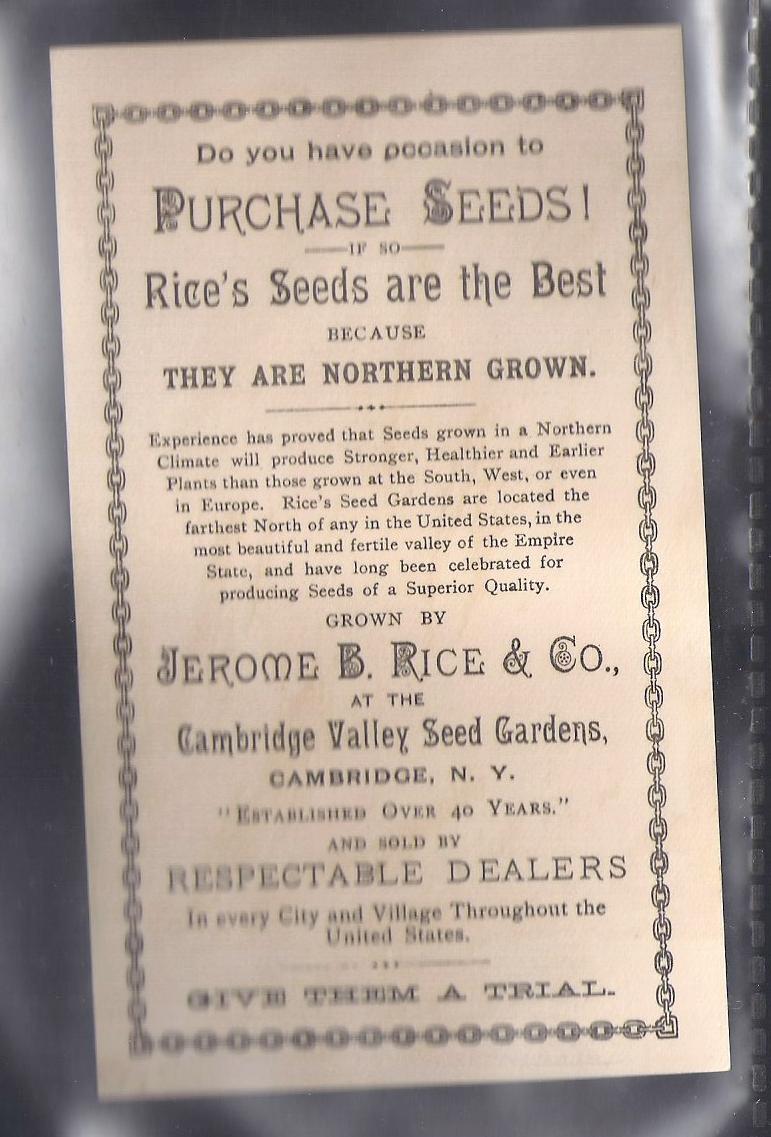 Do you have occasion to
PURCHASE SEEDS!
IF SO
Rice's Seeds are the Best
BECAUSE
THEY ARE NORTHERN GROWN.
Experience has proved that Seeds grown in a Northern
Climate will produce Stronger, Healthier and Earlier
Plants than those grown at the South, West, or even
in Europe. Rice's Seed Gardens are located the
farthest North of any in the United States, in the
most beautiful and fertile valley of the Empire
State, and have long been celebrated for
producing Seeds of a Superior Quality.
GROWN BY
JEROME B. RICE & CO.,
AT THE
Cambridge Valley Seed Gardens,
CAMBRIDGE, N. Y.
"ESTABLISHED OVER 40 YEARS."
AND SOLD BY
RESPECTABLE DEALERS
In every City and Village Throughout the
United States.
GIVE THEM A TRIAL.